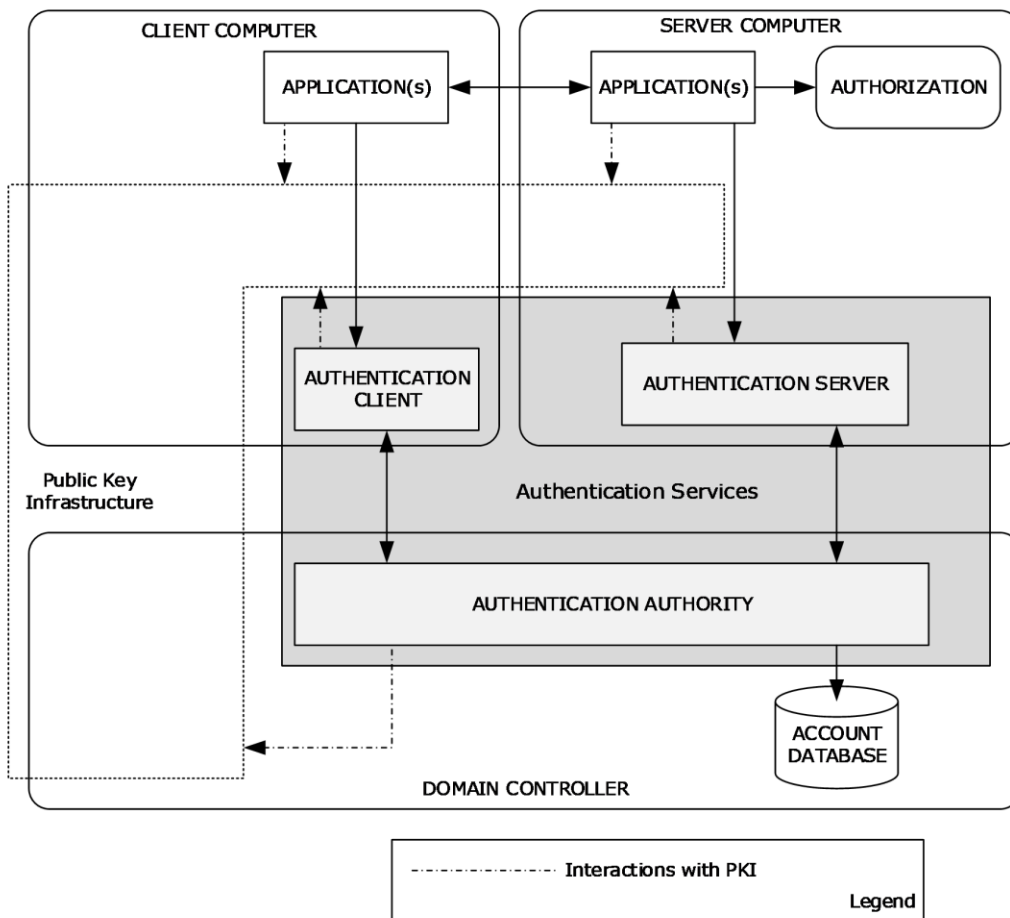 CLIENT COMPUTER
SERVER COMPUTER
APPLICATION(s)
APPLICATION(s)
AUTHORIZATION
AUTHENTICATION
CLIENT
AUTHENTICATION SERVER
Public Key
Infrastructure
Authentication Services
AUTHENTICATION AUTHORITY
ACCOUNT
DATABASE
DOMAIN CONTROLLER
Interactions with PKI
Legend